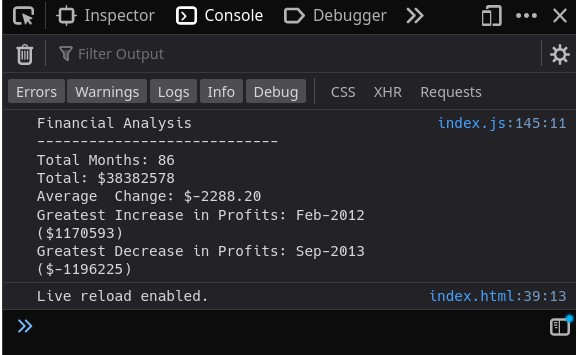 Inspector Console Debugger
Filter Output
Errors Warnings Logs Info Debug CSS XHR Requests
Financial Analysis index.js:145:11
----------------------------
Total Months: 86
Total: $38382578
Average  Change: $-2288.20
Greatest Increase in Profits: Feb-2012
($1170593)
Greatest Decrease in Profits: Sep-2013
($-1196225)
Live reload enabled. index.html:39:13